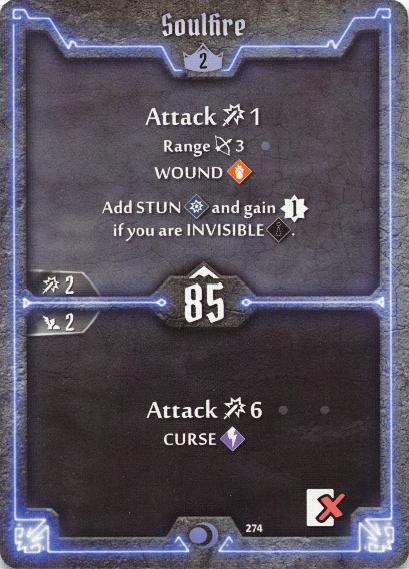 Soulfire
2
Attack 1
Range 3
WOUND
Add STUN and gain 1
if you are INVISIBLE .
2
85
2
Attack 6
CURSE
274